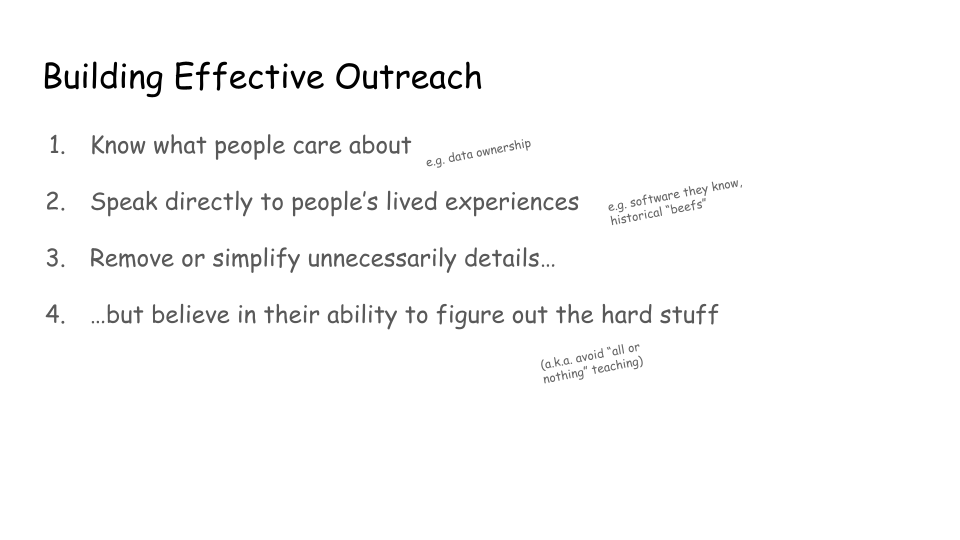 Building Effective Outreach
1. Know what people care about
e.g. data ownership
2. Speak directly to people’s lived experiences
e.g. software they know,
historical “beefs”
3. Remove or simplify unnecessarily details…
4. …but believe in their ability to figure out the hard stuff
(a.k.a. avoid “all or
nothing” teaching)